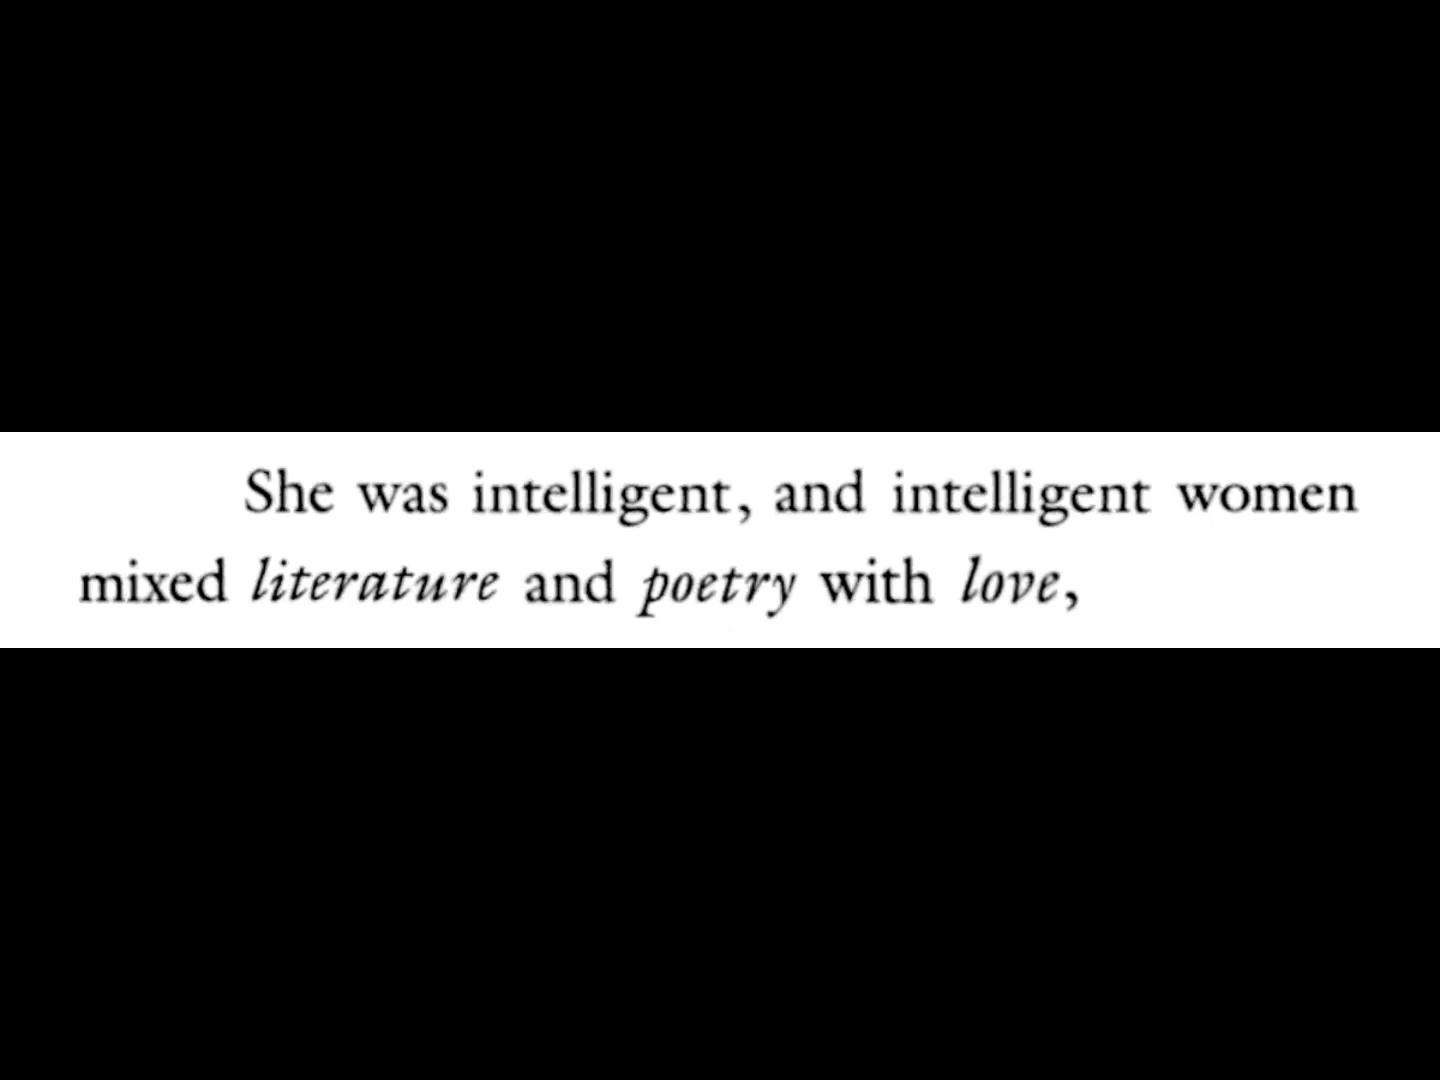 She was intelligent, and intelligent women
mixed literature and poetry with love,